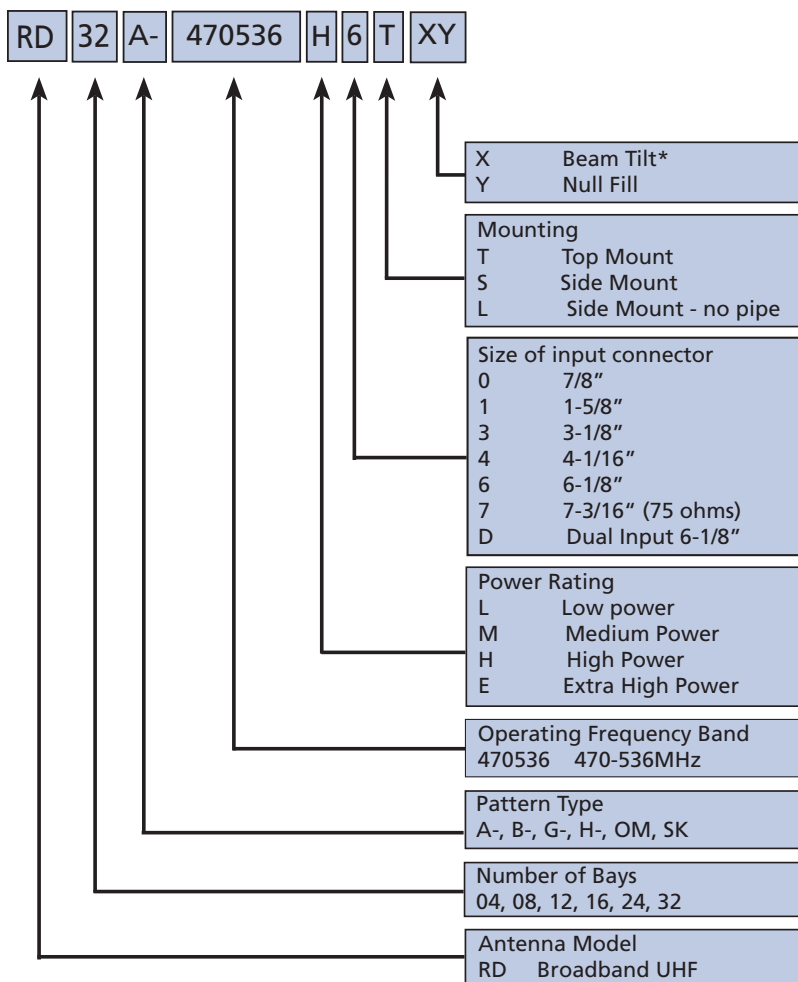 RD 32 A- 470536 H 6 T XY
X Beam Tilt*
Y Null Fill
Mounting
T Top Mount
S Side Mount
L Side Mount - no pipe
Size of input connector
0 7/8”
1 1-5/8”
3 3-1/8”
4 4-1/16”
6 6-1/8”
7 7-3/16“ (75 ohms)
D Dual Input 6-1/8”
Power Rating
L Low power
M Medium Power
H High Power
E Extra High Power
Operating Frequency Band
470536 470-536MHz
Pattern Type
A-, B-, G-, H-, OM, SK
Number of Bays
04, 08, 12, 16, 24, 32
Antenna Model
RD Broadband UHF